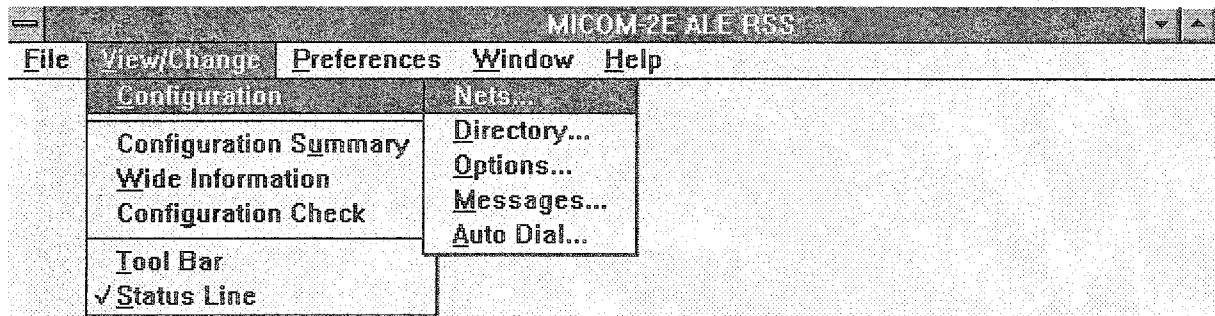 MICOM-2E ALE RSS
File View/Change Preferences Window Help
Configuration Nets...
Directory...
Configuration Summary
Options...
Wide Information
Messages...
Configuration Check
Auto Dial...
Tool Bar
√ Status Line